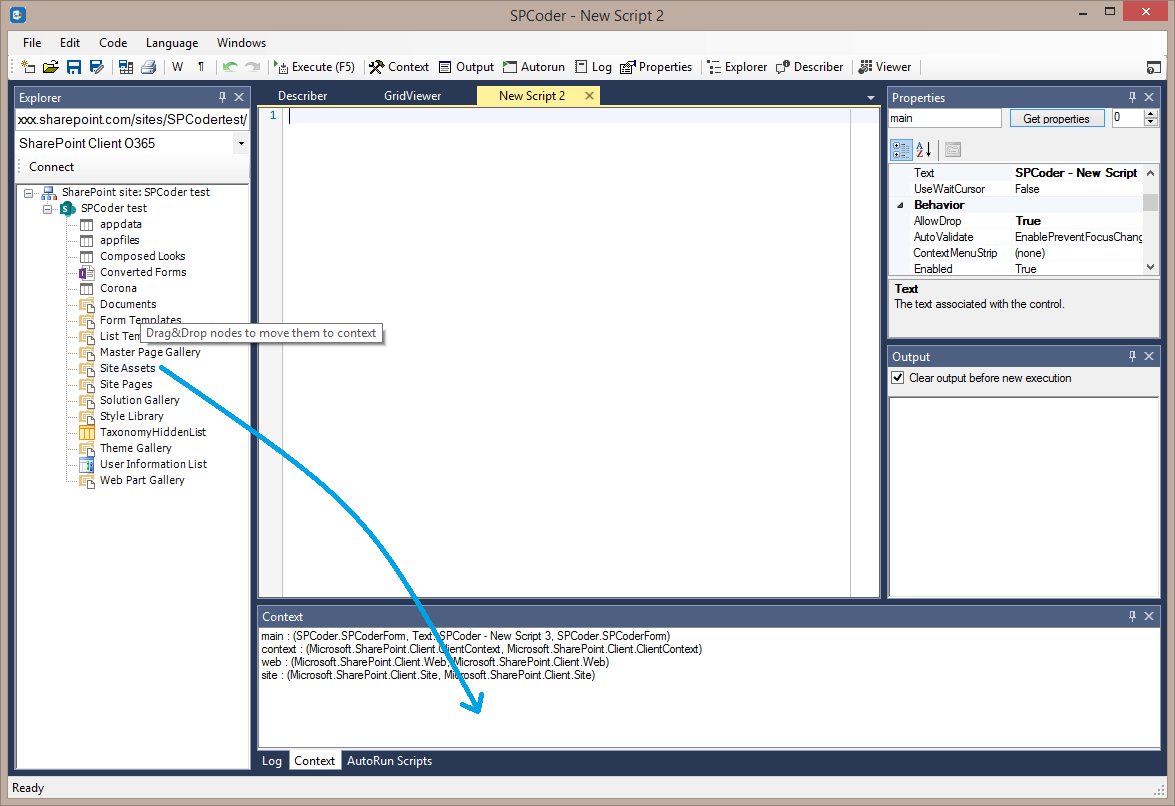 SPCoder - New Script 2
File Edit Code Language Windows
W ¶ Execute (F5) Context Output Autorun Log Properties Explorer Describer Viewer
Explorer
xxx.sharepoint.com/sites/SPCodertest/
SharePoint Client O365
Connect
SharePoint site: SPCoder test
SPCoder test
appdata
appfiles
Composed Looks
Converted Forms
Corona
Documents
Form Templates
List Tem
Drag&Drop nodes to move them to context
Master Page Gallery
Site Assets
Site Pages
Solution Gallery
Style Library
TaxonomyHiddenList
Theme Gallery
User Information List
Web Part Gallery
Describer GridViewer New Script 2
1
Properties
main Get properties 0
Text SPCoder - New Script
UseWaitCursor False
Behavior
AllowDrop True
AutoValidate EnablePreventFocusChang
ContextMenuStrip (none)
Enabled True
Text
The text associated with the control.
Output
Clear output before new execution
Context
main : (SPCoder.SPCoderForm, Text: SPCoder - New Script 3, SPCoder.SPCoderForm)
context : (Microsoft.SharePoint.Client.ClientContext, Microsoft.SharePoint.Client.ClientContext)
web : (Microsoft.SharePoint.Client.Web, Microsoft.SharePoint.Client.Web)
site : (Microsoft.SharePoint.Client.Site, Microsoft.SharePoint.Client.Site)
Log Context AutoRun Scripts
Ready